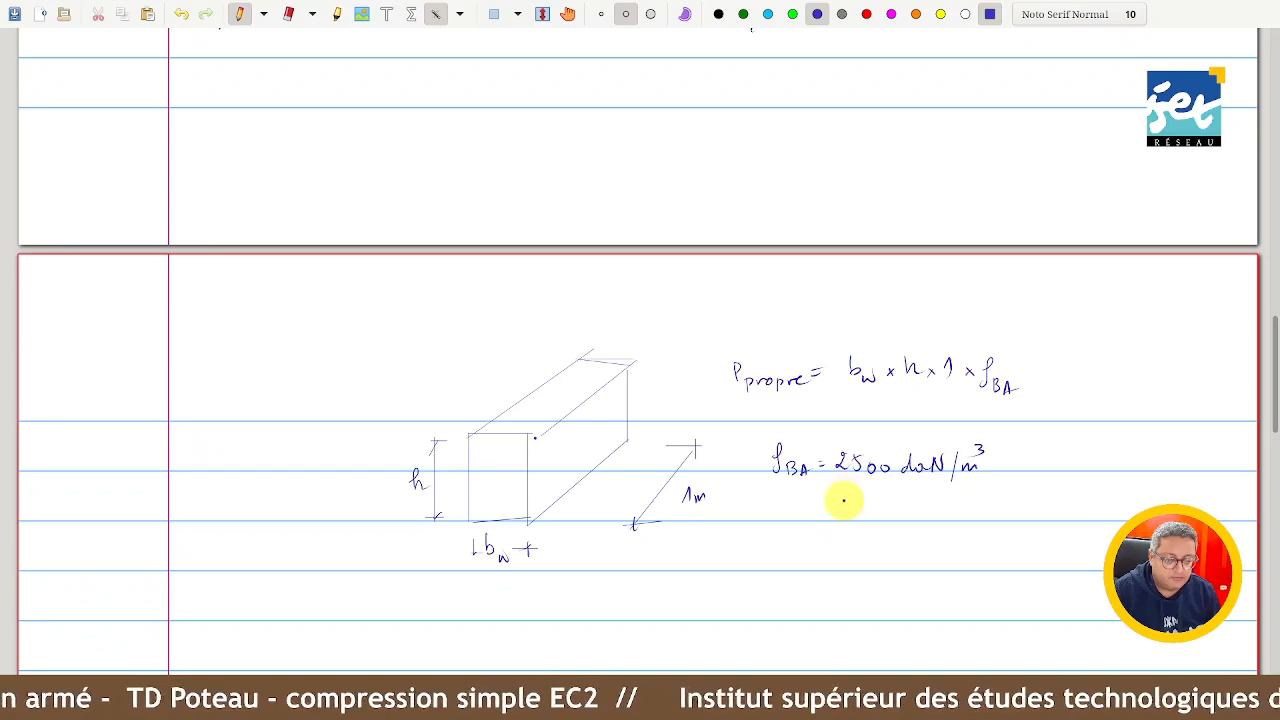 Noto Serif Normal 10
iset
RÉSEAU
P propre = bw × h × 1 × ρBA
h
ρBA = 2500 daN/m³
1m
bw
n armé - TD Poteau - compression simple EC2 // Institut supérieur des études technologiques d